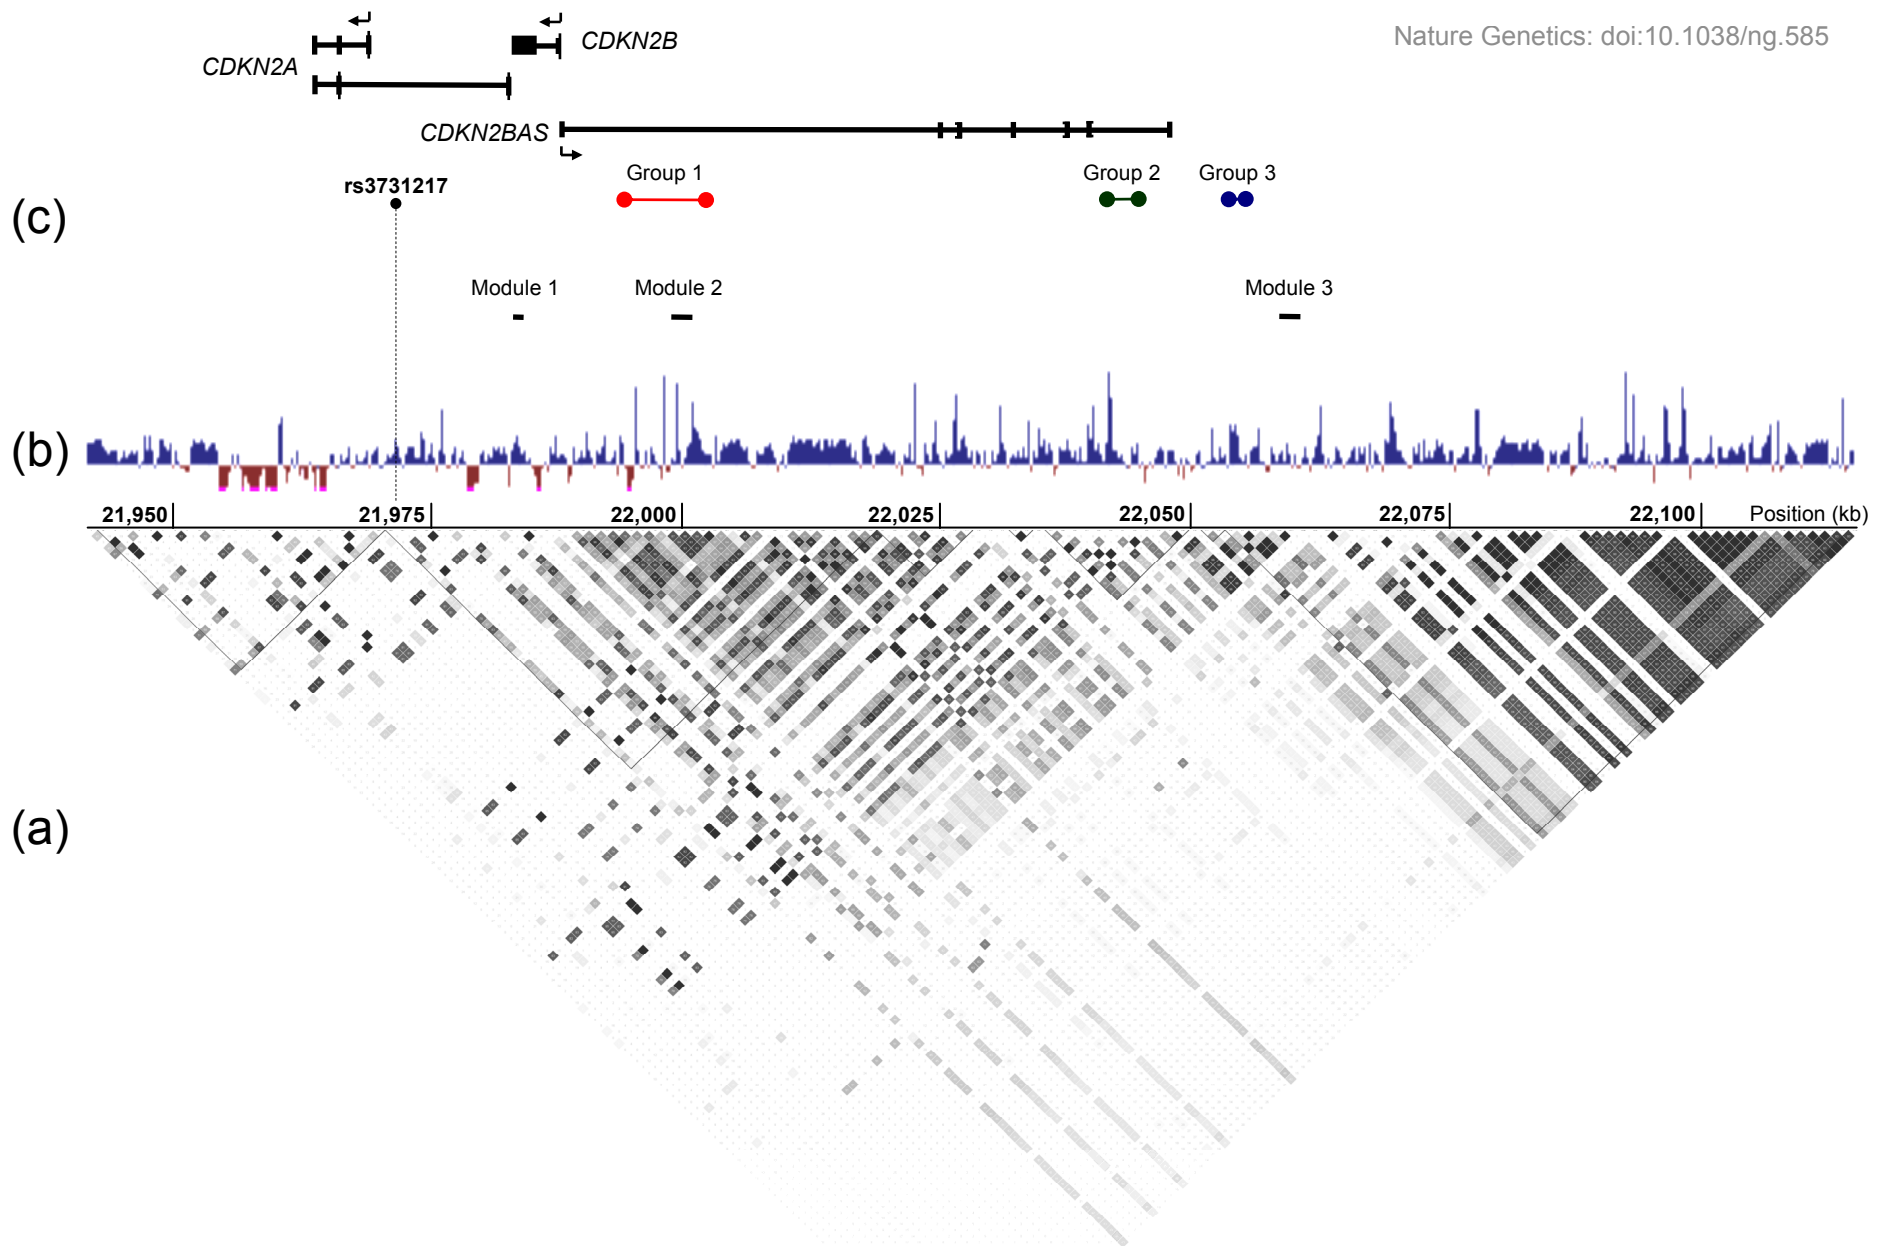 Nature Genetics: doi:10.1038/ng.585
CDKN2B
CDKN2A
CDKN2BAS
Group 1
Group 2
Group 3
rs3731217
(c)
Module 1
Module 2
Module 3
(b)
21,950
21,975
22,000
22,025
22,050
22,075
22,100
Position (kb)
(a)